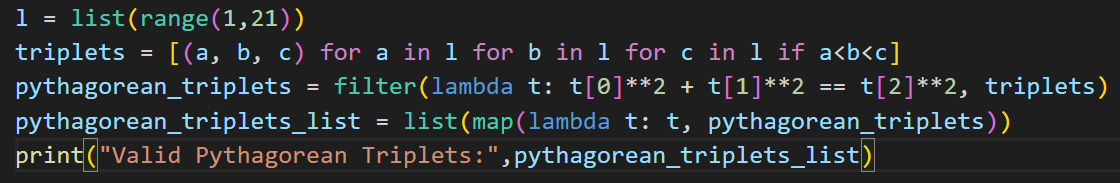 l = list(range(1,21))
triplets = [(a, b, c) for a in l for b in l for c in l if a<b<c]
pythagorean_triplets = filter(lambda t: t[0]**2 + t[1]**2 == t[2]**2, triplets)
pythagorean_triplets_list = list(map(lambda t: t, pythagorean_triplets))
print("Valid Pythagorean Triplets:",pythagorean_triplets_list)